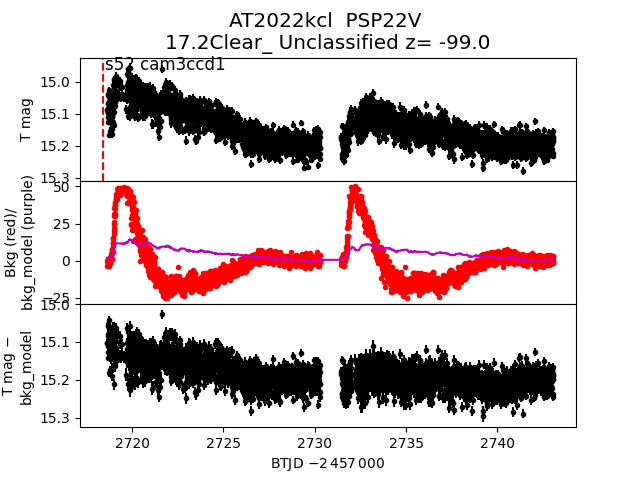 AT2022kcl  PSP22V
17.2Clear_ Unclassified z= -99.0
s52 cam3ccd1
T mag
15.0
15.1
15.2
15.3
Bkg (red)/
bkg_model (purple)
50
25
0
−25
T mag −
bkg_model
15.0
15.1
15.2
15.3
2720
2725
2730
2735
2740
BTJD −2 457 000